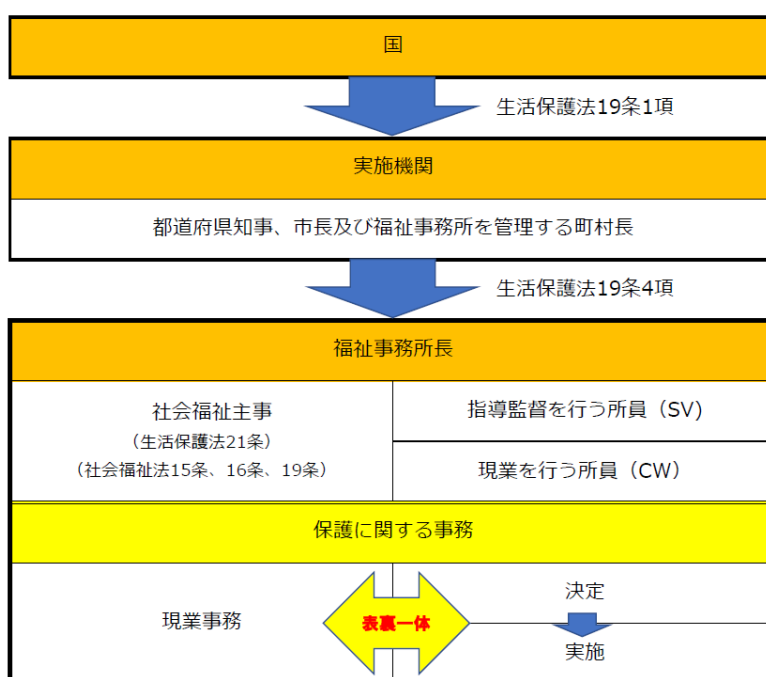 国
生活保護法19条1項
実施機関
都道府県知事、市長及び福祉事務所を管理する町村長
生活保護法19条4項
福祉事務所長
社会福祉主事
（生活保護法21条）
（社会福祉法15条、16条、19条）
指導監督を行う所員（SV)
現業を行う所員（CW）
保護に関する事務
現業事務
表裏一体
決定
実施